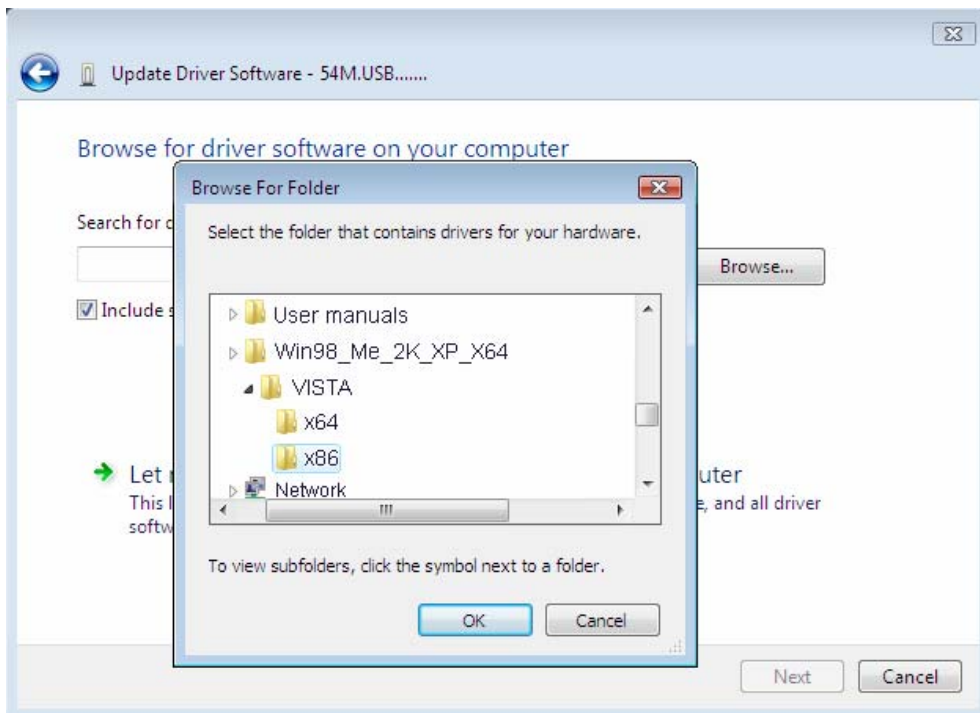 Update Driver Software - 54M.USB.......
Browse for driver software on your computer
Browse For Folder
Search for
Select the folder that contains drivers for your hardware.
Browse...
Include
User manuals
Win98_Me_2K_XP_X64
VISTA
x64
x86
Network
Let
This
, and all driver
To view subfolders, click the symbol next to a folder.
OK
Cancel
Next
Cancel